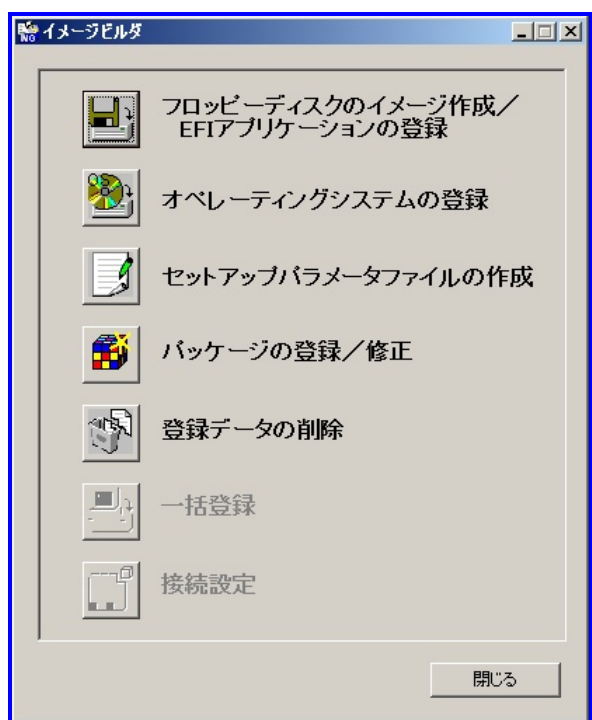 NG イメージビルダ
フロッピーディスクのイメージ作成／
EFIアプリケーションの登録
オペレーティングシステムの登録
セットアップパラメータファイルの作成
パッケージの登録／修正
登録データの削除
一括登録
接続設定
閉じる